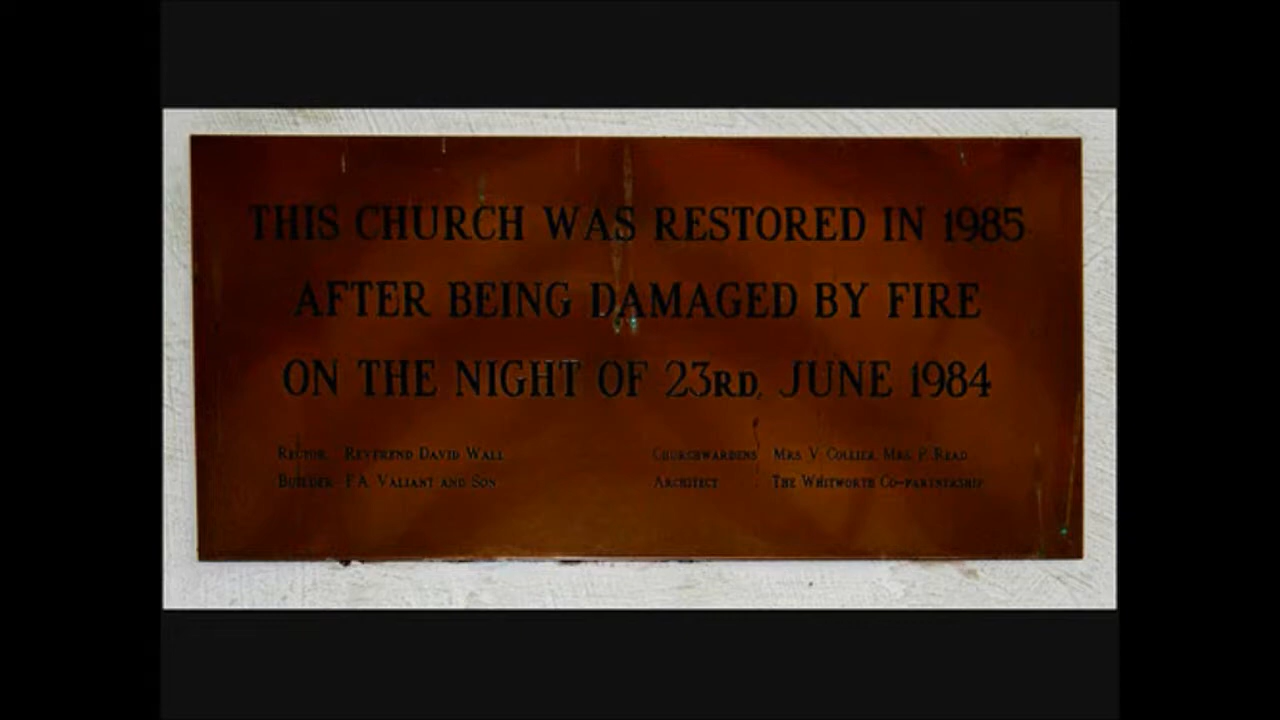 THIS CHURCH WAS RESTORED IN 1985
AFTER BEING DAMAGED BY FIRE
ON THE NIGHT OF 23RD, JUNE 1984
RECTOR REVEREND DAVID WALL CHURCHWARDENS MRS V. COLLIER, MRS P. READ
BUILDER F.A. VALIANT AND SON ARCHITECT THE WHITWORTH CO-PARTNERSHIP